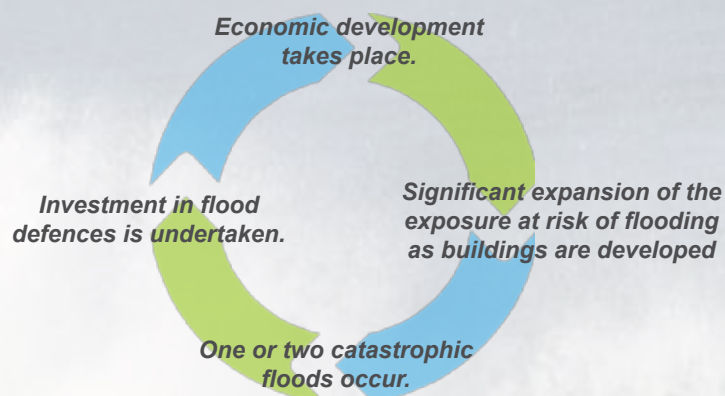 Economic development
takes place.
Significant expansion of the
exposure at risk of flooding
as buildings are developed
One or two catastrophic
floods occur.
Investment in flood
defences is undertaken.